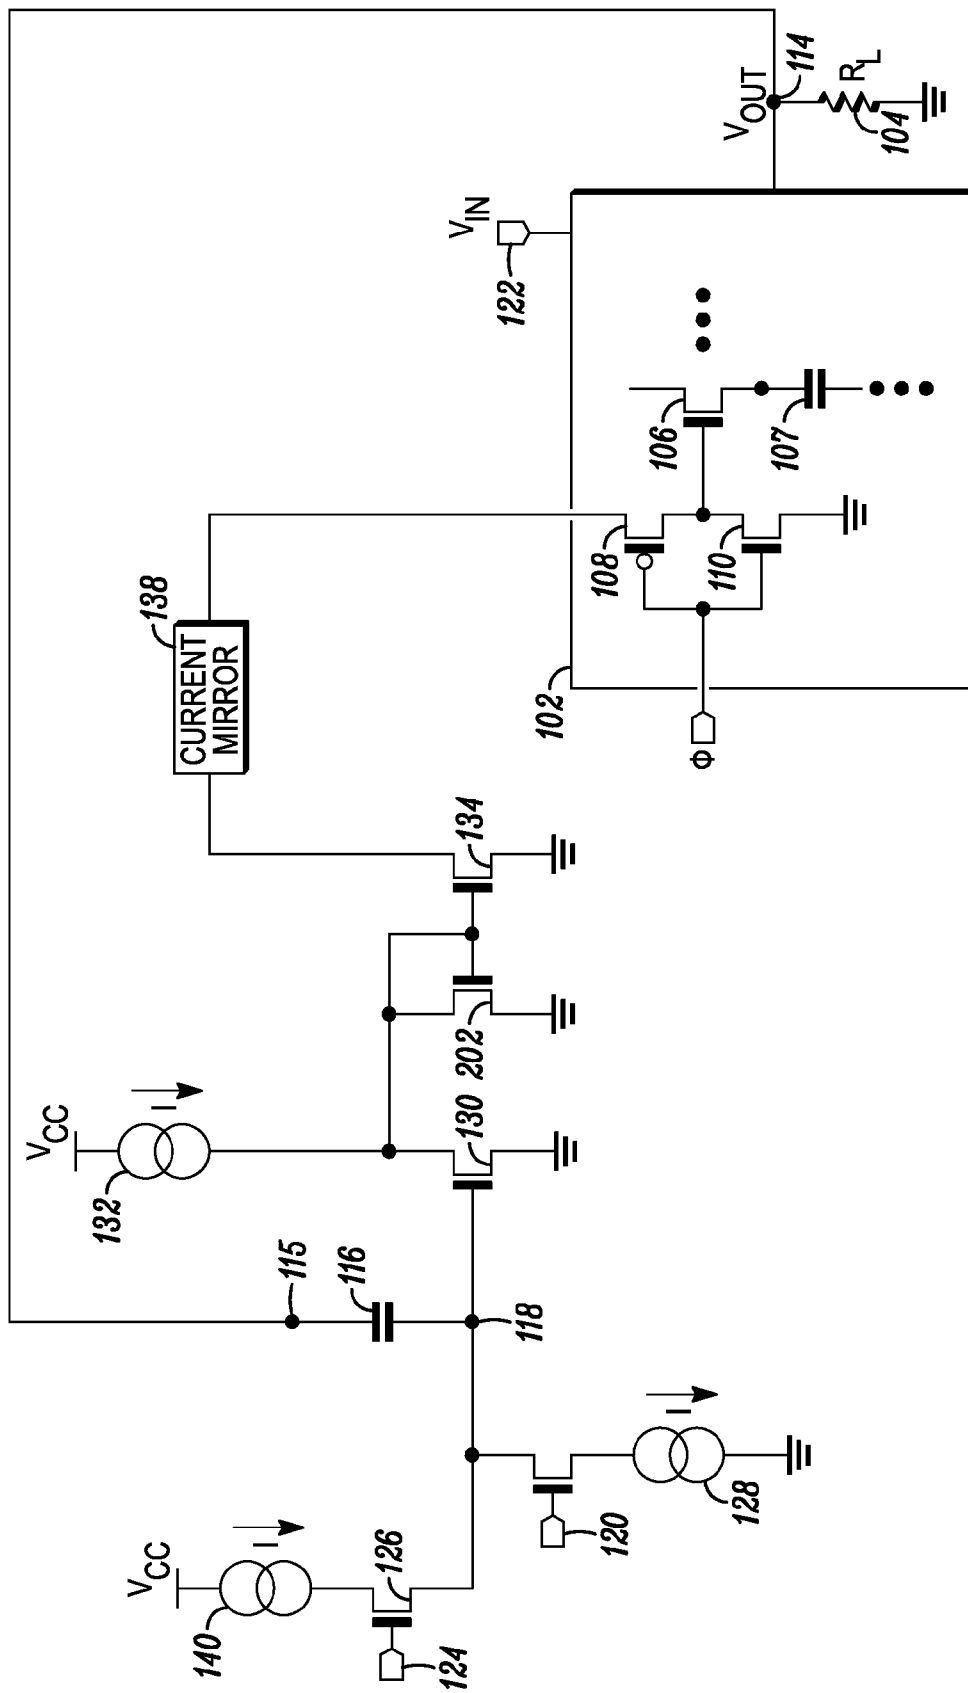 V_CC
I
140
124
126
120
I
128
115
116
118
V_CC
I
132
130
202
134
CURRENT
MIRROR
138
Φ
102
108
110
106
107
V_IN
122
V_OUT
114
R_L
104